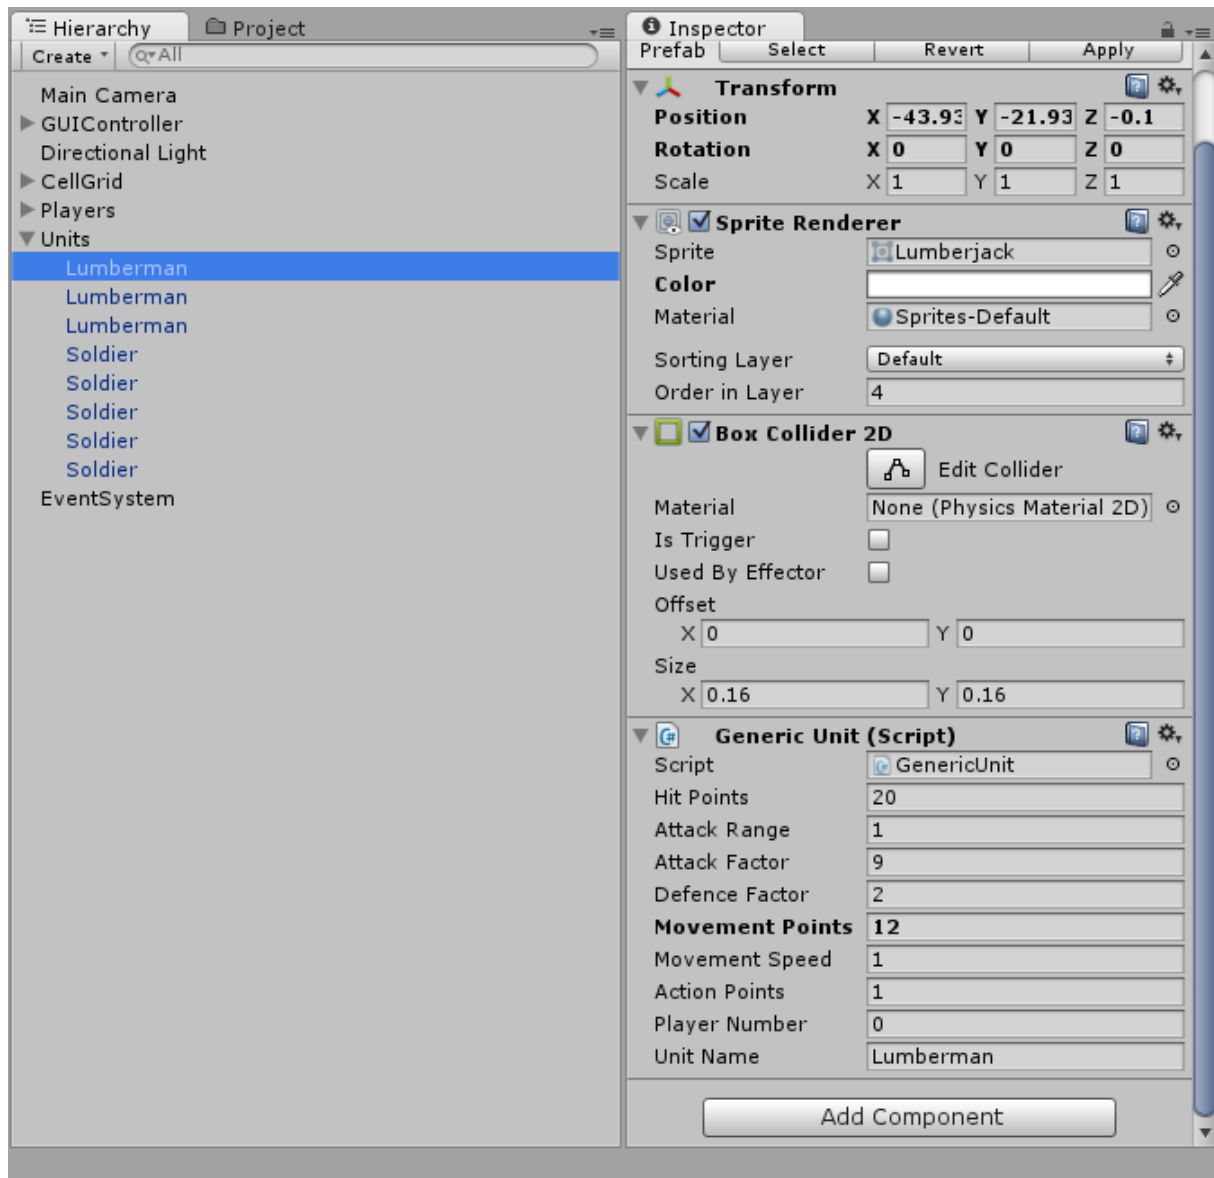 Hierarchy Project
Create All
Main Camera
GUIController
Directional Light
CellGrid
Players
Units
Lumberman
Lumberman
Lumberman
Soldier
Soldier
Soldier
Soldier
Soldier
EventSystem
Inspector
Prefab Select Revert Apply
Transform
Position X -43.93 Y -21.93 Z -0.1
Rotation X 0 Y 0 Z 0
Scale X 1 Y 1 Z 1
Sprite Renderer
Sprite Lumberjack
Color
Material Sprites-Default
Sorting Layer Default
Order in Layer 4
Box Collider 2D
Edit Collider
Material None (Physics Material 2D)
Is Trigger
Used By Effector
Offset
X 0 Y 0
Size
X 0.16 Y 0.16
Generic Unit (Script)
Script GenericUnit
Hit Points 20
Attack Range 1
Attack Factor 9
Defence Factor 2
Movement Points 12
Movement Speed 1
Action Points 1
Player Number 0
Unit Name Lumberman
Add Component